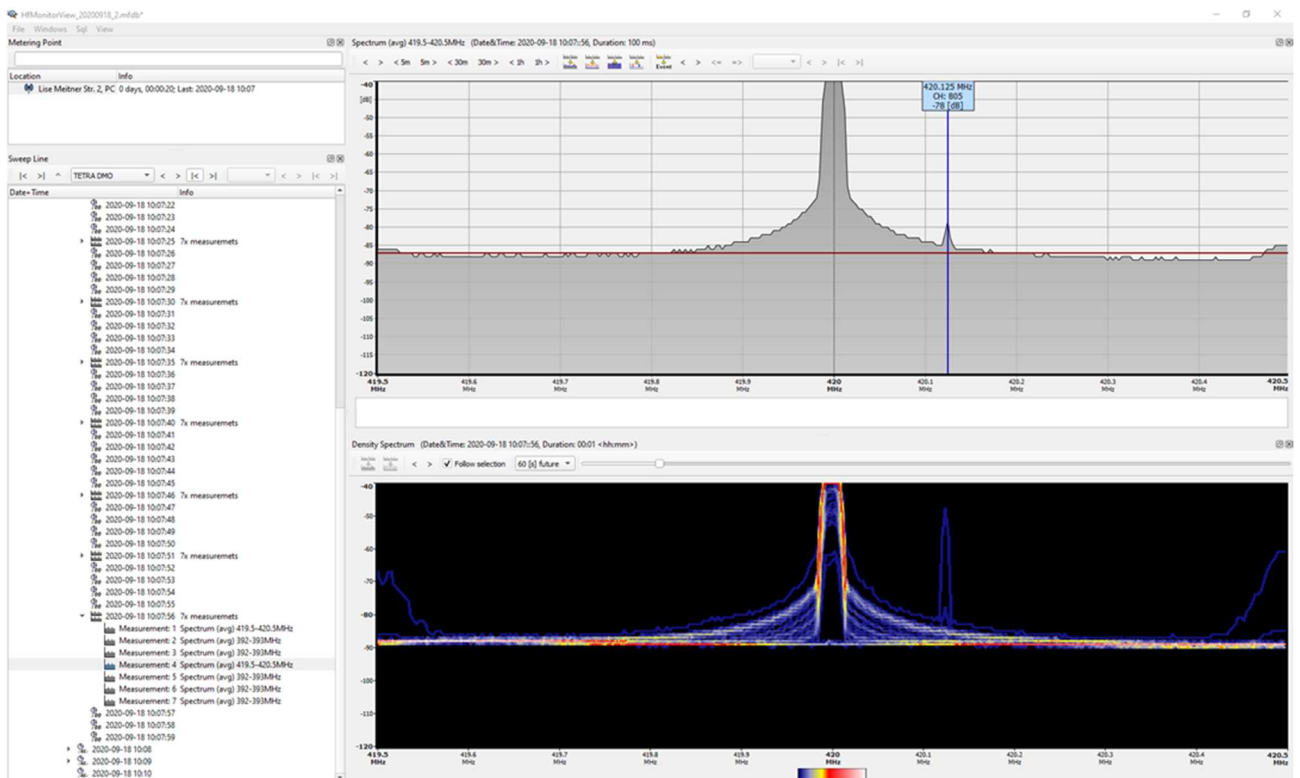 HfMonitorView_20200918_2.mfdb*
File Windows Sql View
Metering Point
Location Info
Lise Meitner Str. 2, PC 0 days, 00:00:20; Last: 2020-09-18 10:07
Sweep Line
|< >| ^ TETRA DMO < > |< >| < > |< >|
Date+Time Info
2020-09-18 10:07:22
2020-09-18 10:07:23
2020-09-18 10:07:24
2020-09-18 10:07:25 7x measuremets
2020-09-18 10:07:26
2020-09-18 10:07:27
2020-09-18 10:07:28
2020-09-18 10:07:29
2020-09-18 10:07:30 7x measuremets
2020-09-18 10:07:31
2020-09-18 10:07:32
2020-09-18 10:07:33
2020-09-18 10:07:34
2020-09-18 10:07:35 7x measuremets
2020-09-18 10:07:36
2020-09-18 10:07:37
2020-09-18 10:07:38
2020-09-18 10:07:39
2020-09-18 10:07:40 7x measuremets
2020-09-18 10:07:41
2020-09-18 10:07:42
2020-09-18 10:07:43
2020-09-18 10:07:44
2020-09-18 10:07:45
2020-09-18 10:07:46 7x measuremets
2020-09-18 10:07:47
2020-09-18 10:07:48
2020-09-18 10:07:49
2020-09-18 10:07:50
2020-09-18 10:07:51 7x measuremets
2020-09-18 10:07:52
2020-09-18 10:07:53
2020-09-18 10:07:54
2020-09-18 10:07:55
2020-09-18 10:07:56 7x measuremets
Measurement: 1 Spectrum (avg) 419.5-420.5MHz
Measurement: 2 Spectrum (avg) 392-393MHz
Measurement: 3 Spectrum (avg) 392-393MHz
Measurement: 4 Spectrum (avg) 419.5-420.5MHz
Measurement: 5 Spectrum (avg) 392-393MHz
Measurement: 6 Spectrum (avg) 392-393MHz
Measurement: 7 Spectrum (avg) 392-393MHz
2020-09-18 10:07:57
2020-09-18 10:07:58
2020-09-18 10:07:59
2020-09-18 10:08
2020-09-18 10:09
2020-09-18 10:10
Spectrum (avg) 419.5-420.5MHz (Date&Time: 2020-09-18 10:07::56, Duration: 100 ms)
< > < 5m 5m > < 30m 30m > < 1h 1h > Event < > <= => < > |< >|
420.125 MHz
CH: 805
-78 [dB]
-40
[dB]
-50
-55
-60
-65
-70
-75
-80
-85
-90
-95
-100
-105
-110
-115
-120
419.5 419.6 419.7 419.8 419.9 420 420.1 420.2 420.3 420.4 420.5
MHz MHz MHz MHz MHz MHz MHz MHz MHz MHz MHz
Density Spectrum (Date&Time: 2020-09-18 10:07::56, Duration: 00:01 <hh:mm>)
< > Follow selection 60 [s] future
-40
-50
-60
-70
-80
-90
-100
-110
-120
419.5 419.6 419.7 419.8 419.9 420 420.1 420.2 420.3 420.4 420.5
MHz MHz MHz MHz MHz MHz MHz MHz MHz MHz MHz